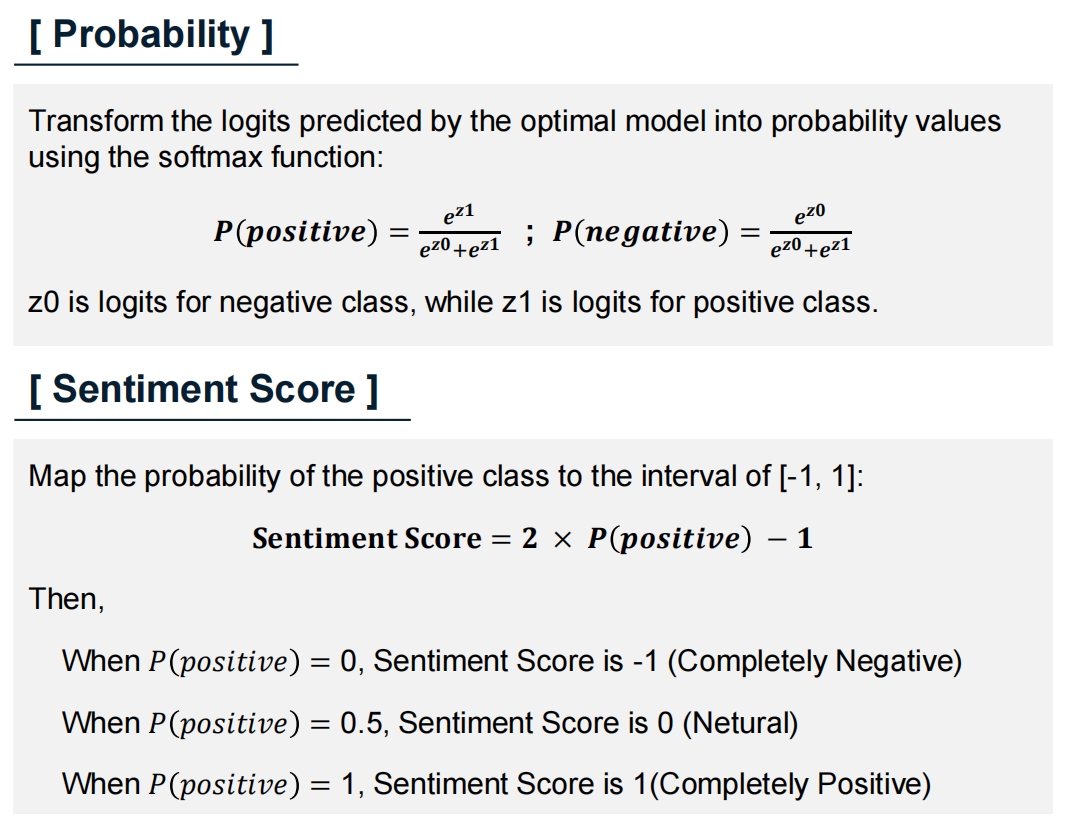 [ Probability ]
Transform the logits predicted by the optimal model into probability values
using the softmax function:
P(positive) = e^{z1} / (e^{z0}+e^{z1}) ; P(negative) = e^{z0} / (e^{z0}+e^{z1})
z0 is logits for negative class, while z1 is logits for positive class.
[ Sentiment Score ]
Map the probability of the positive class to the interval of [-1, 1]:
Sentiment Score = 2 × P(positive) − 1
Then,
When P(positive) = 0, Sentiment Score is -1 (Completely Negative)
When P(positive) = 0.5, Sentiment Score is 0 (Netural)
When P(positive) = 1, Sentiment Score is 1(Completely Positive)